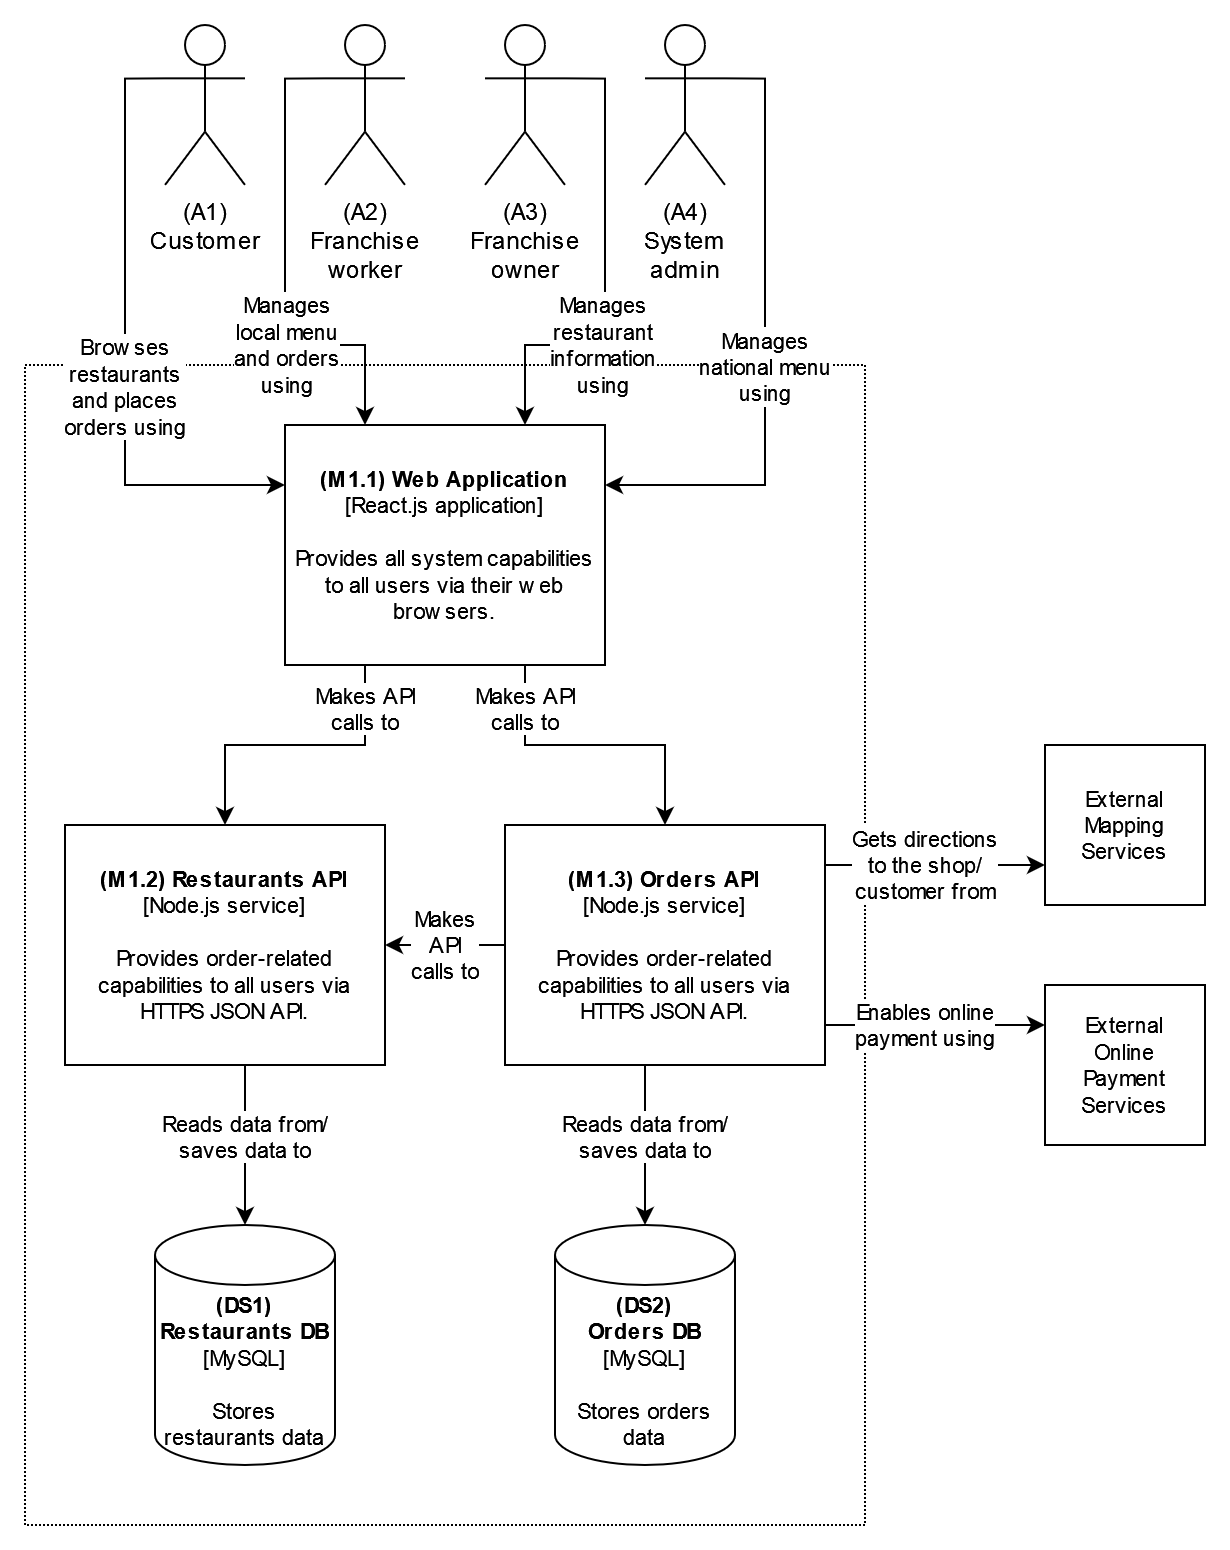 (A1)
Customer
(A2)
Franchise
worker
(A3)
Franchise
owner
(A4)
System
admin
Browses
restaurants
and places
orders using
Manages
local menu
and orders
using
Manages
restaurant
information
using
Manages
national menu
using
(M1.1) Web Application
[React.js application]
Provides all system capabilities
to all users via their web
browsers.
Makes API
calls to
Makes API
calls to
(M1.2) Restaurants API
[Node.js service]
Provides order-related
capabilities to all users via
HTTPS JSON API.
Makes
API
calls to
(M1.3) Orders API
[Node.js service]
Provides order-related
capabilities to all users via
HTTPS JSON API.
Gets directions
to the shop/
customer from
External
Mapping
Services
Enables online
payment using
External
Online
Payment
Services
Reads data from/
saves data to
Reads data from/
saves data to
(DS1)
Restaurants DB
[MySQL]
Stores
restaurants data
(DS2)
Orders DB
[MySQL]
Stores orders
data